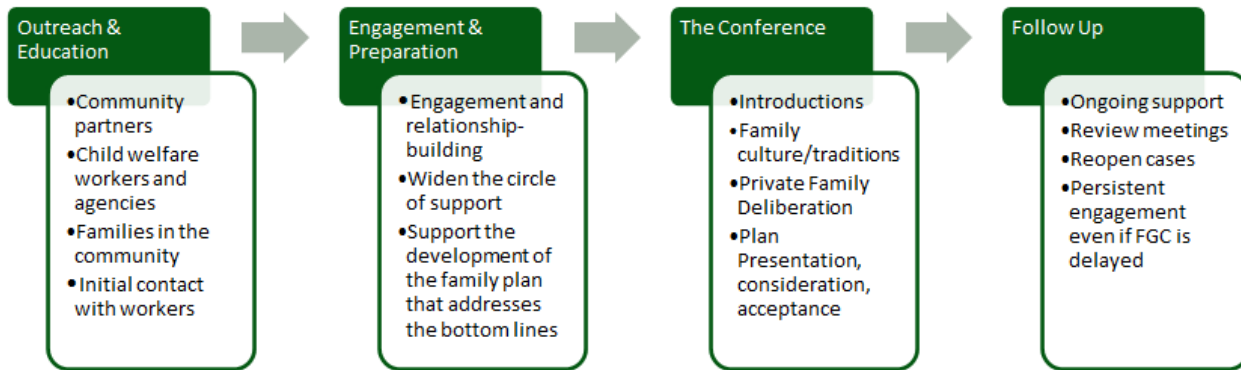 Outreach &
Education
•Community
partners
•Child welfare
workers and
agencies
•Families in the
community
•Initial contact
with workers
Engagement &
Preparation
•Engagement and
relationship-
building
•Widen the circle
of support
•Support the
development of
the family plan
that addresses
the bottom lines
The Conference
•Introductions
•Family
culture/traditions
•Private Family
Deliberation
•Plan
Presentation,
consideration,
acceptance
Follow Up
•Ongoing support
•Review meetings
•Reopen cases
•Persistent
engagement
even if FGC is
delayed